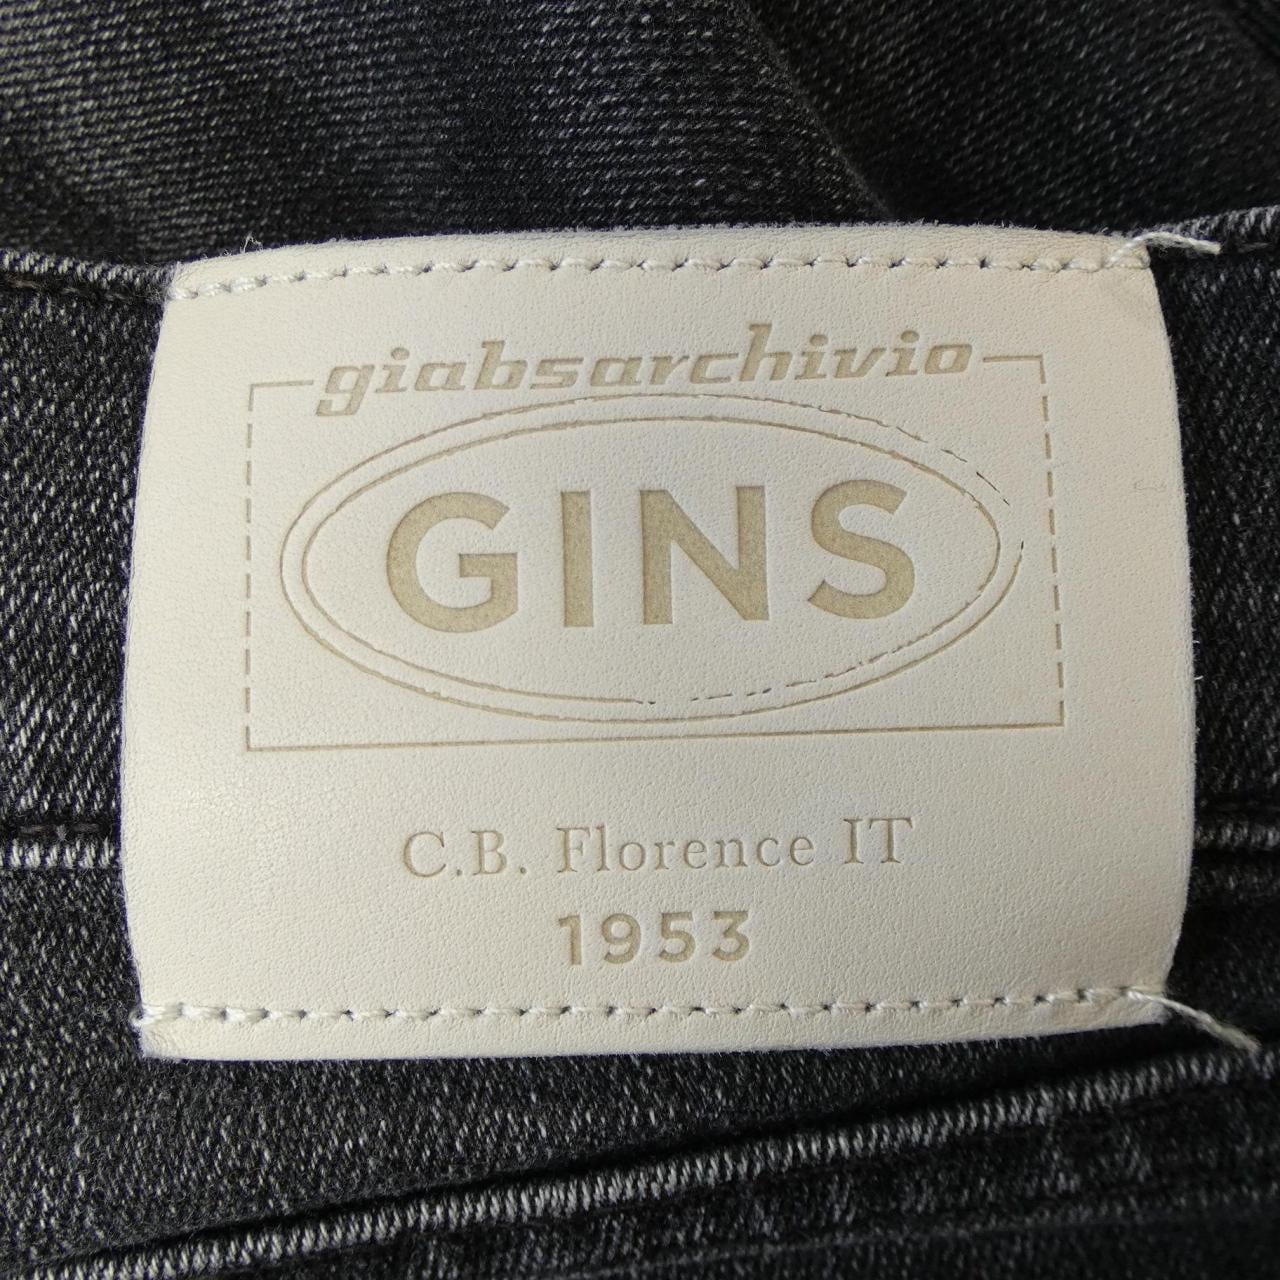 giabsarchivio
GINS
C.B. Florence IT
1953